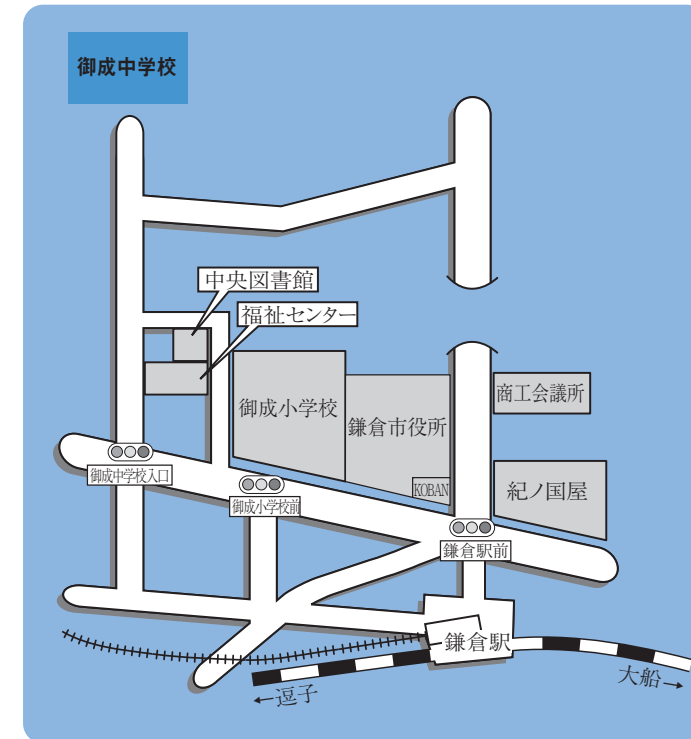 御成中学校
中央図書館
福祉センター
御成小学校
鎌倉市役所
商工会議所
KOBAN
紀ノ国屋
御成中学校入口
御成小学校前
鎌倉駅前
鎌倉駅
←逗子
大船→